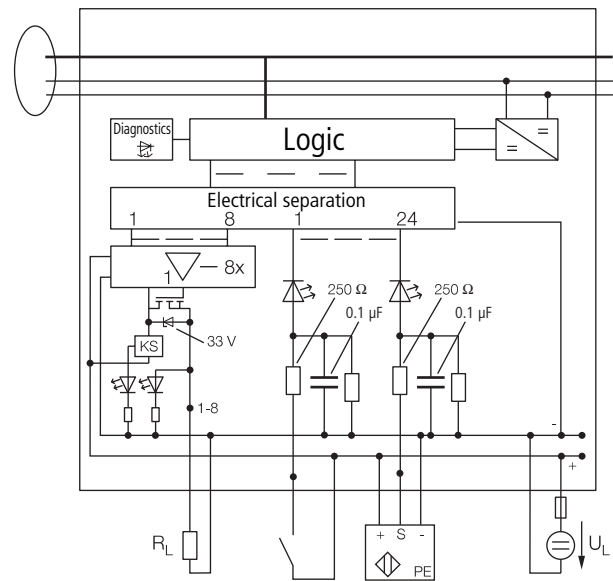 Diagnostics
Logic
=
=
Electrical separation
1 8 1 24
1 8x
250 Ω
0.1 µF
250 Ω
0.1 µF
33 V
KS
1-8
-
+
+ S -
PE
R_L
U_L